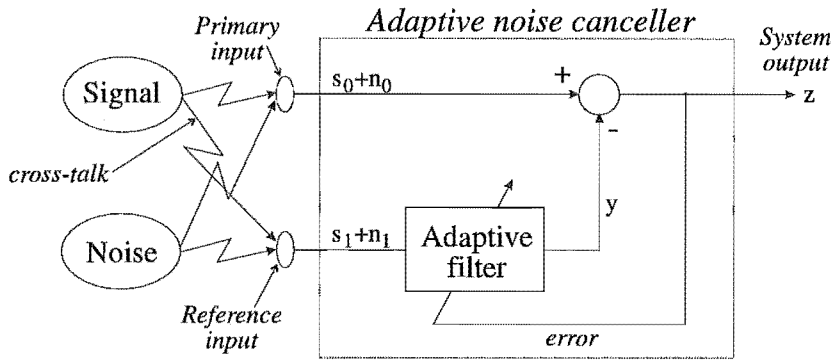 Adaptive noise canceller
Primary
input
System
output
Signal
s₀+n₀
+
z
-
cross-talk
y
Noise
s₁+n₁
Adaptive
filter
Reference
input
error